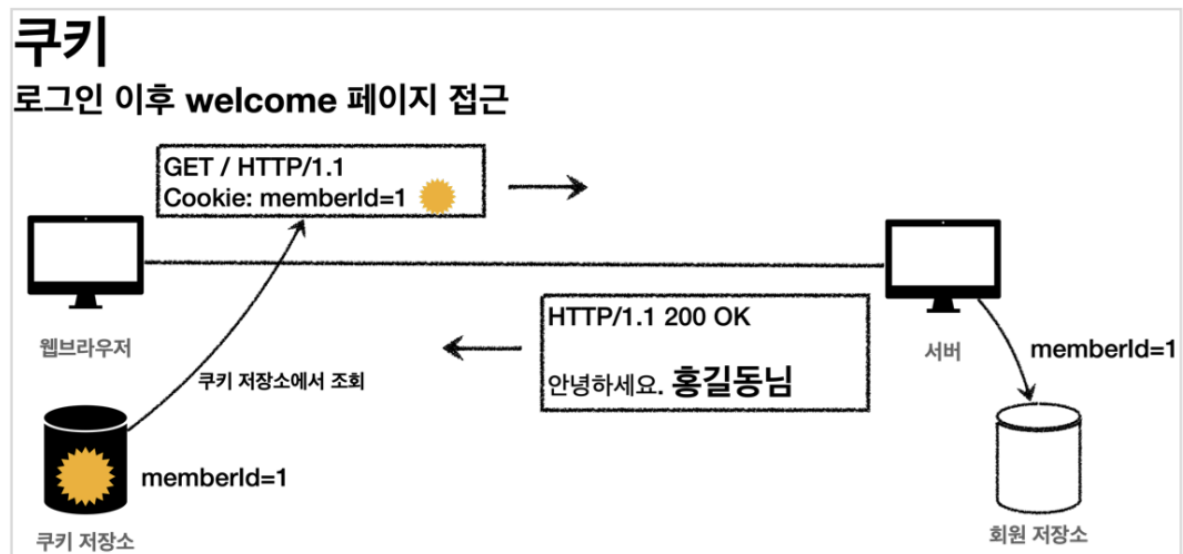 쿠키
로그인 이후 welcome 페이지 접근
GET / HTTP/1.1
Cookie: memberId=1
웹브라우저
HTTP/1.1 200 OK
안녕하세요. 홍길동님
서버
memberId=1
쿠키 저장소에서 조회
memberId=1
쿠키 저장소
회원 저장소